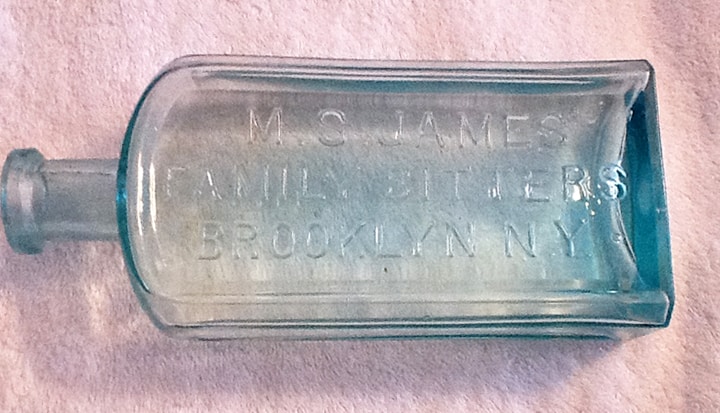 M. S. JAMES
FAMILY BITTERS
BROOKLYN N.Y.